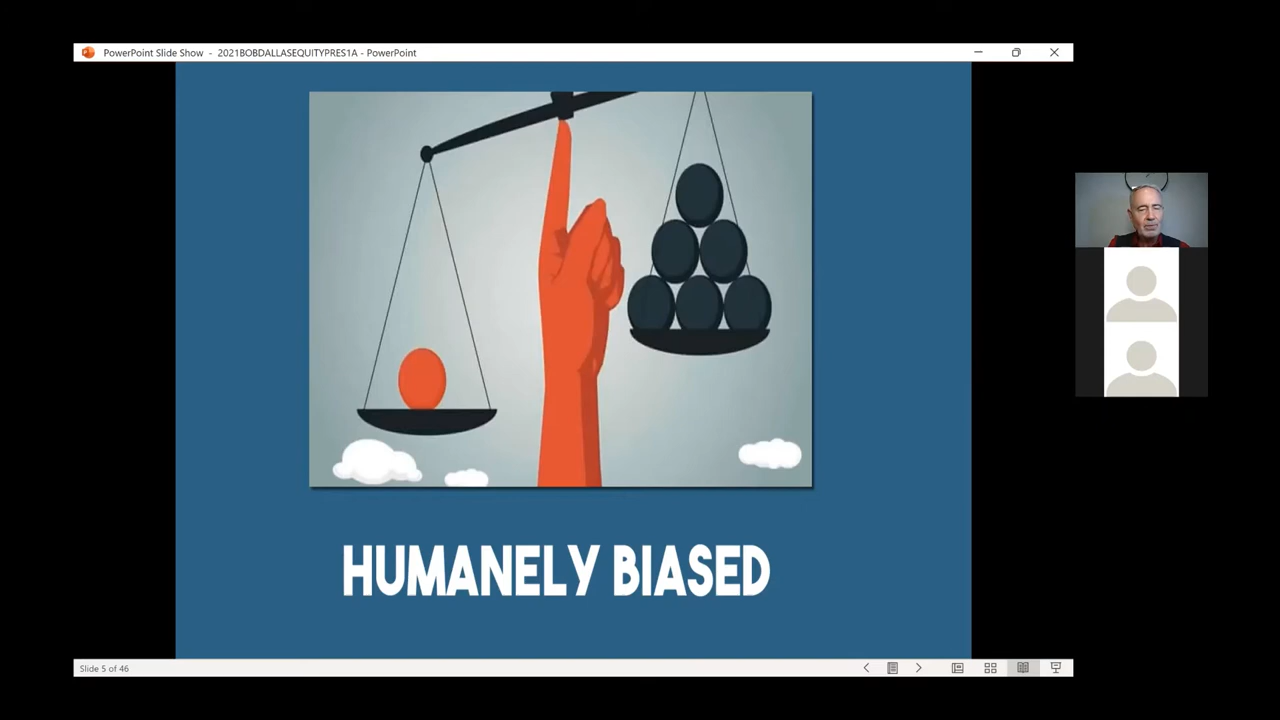 PowerPoint Slide Show - 2021BOBDALLASEQUITYPRES1A - PowerPoint
HUMANELY BIASED
Slide 5 of 46